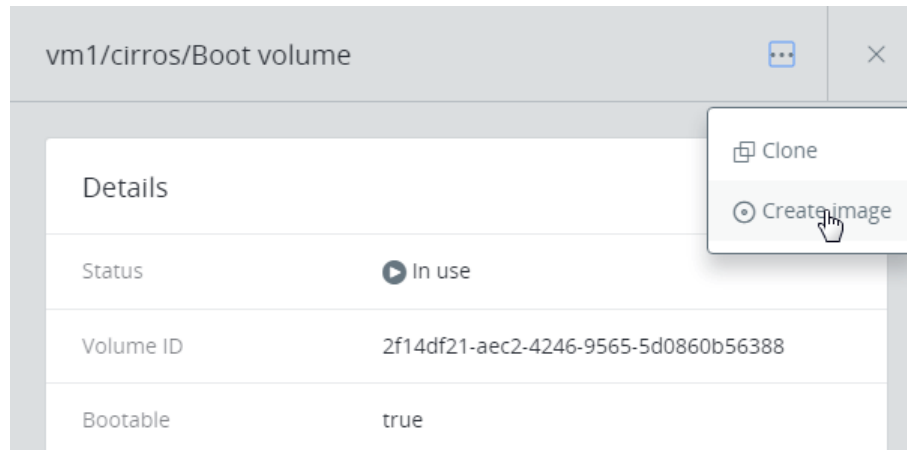 vm1/cirros/Boot volume
Clone
Create image
Details
Status In use
Volume ID 2f14df21-aec2-4246-9565-5d0860b56388
Bootable true